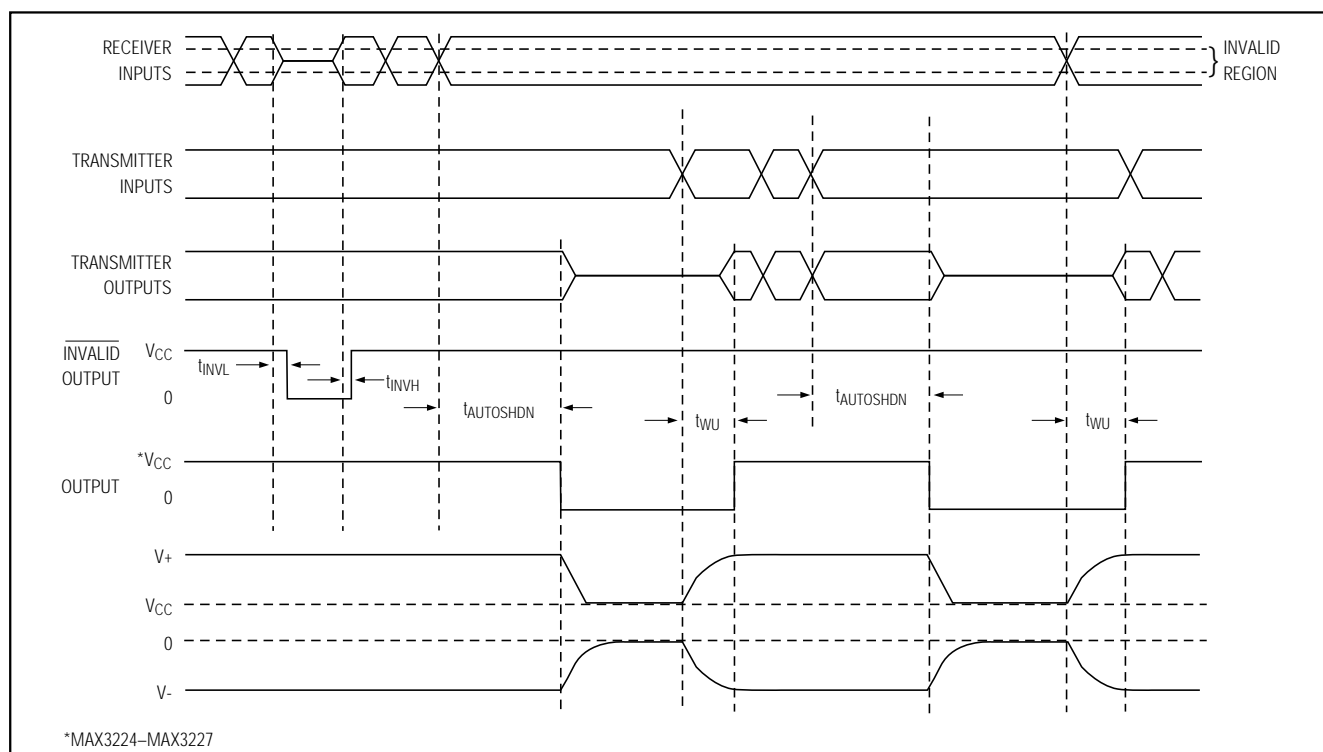 RECEIVER
INPUTS
INVALID
REGION
TRANSMITTER
INPUTS
TRANSMITTER
OUTPUTS
INVALID
OUTPUT
VCC
0
tINVL
tINVH
tAUTOSHDN
tWU
tAUTOSHDN
tWU
OUTPUT
*VCC
0
V+
VCC
0
V-
*MAX3224–MAX3227